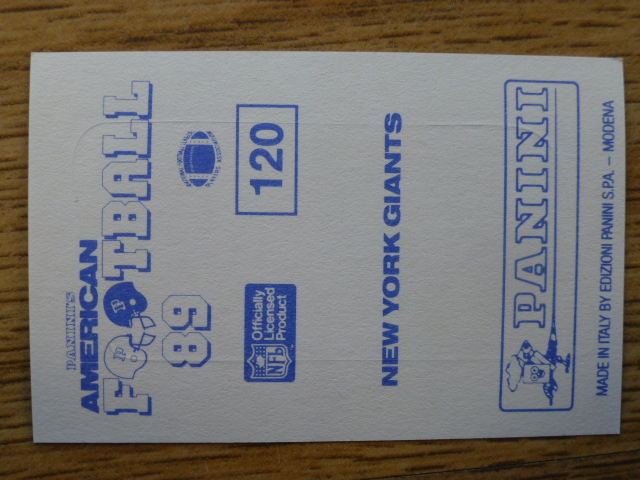 PANINI'S
AMERICAN
FOOTBALL
89
120
NFL
Officially
Licensed
Product
NEW YORK GIANTS
PANINI
MADE IN ITALY BY EDIZIONI PANINI S.P.A. – MODENA